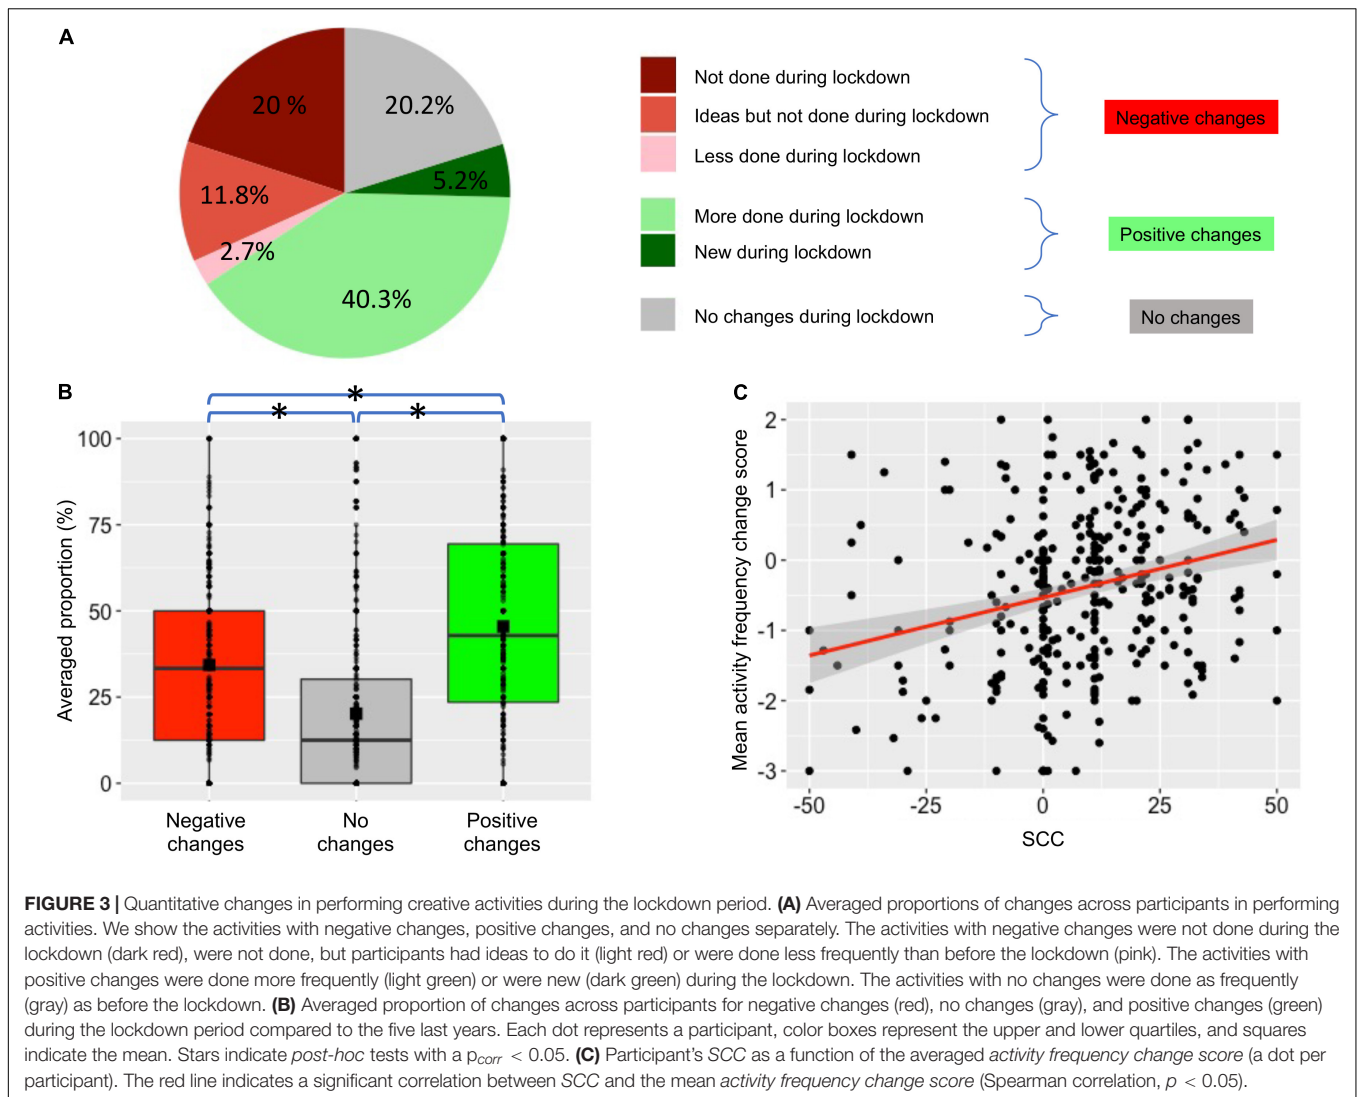 A
20 %
20.2%
5.2%
11.8%
2.7%
40.3%
Not done during lockdown
Ideas but not done during lockdown
Less done during lockdown
More done during lockdown
New during lockdown
No changes during lockdown
Negative changes
Positive changes
No changes
B
*
*
*
Averaged proportion (%)
100
75
50
25
0
Negative
changes
No
changes
Positive
changes
C
Mean activity frequency change score
2
1
0
-1
-2
-3
-50
-25
0
25
50
SCC
FIGURE 3 | Quantitative changes in performing creative activities during the lockdown period. (A) Averaged proportions of changes across participants in performing
activities. We show the activities with negative changes, positive changes, and no changes separately. The activities with negative changes were not done during the
lockdown (dark red), were not done, but participants had ideas to do it (light red) or were done less frequently than before the lockdown (pink). The activities with
positive changes were done more frequently (light green) or were new (dark green) during the lockdown. The activities with no changes were done as frequently
(gray) as before the lockdown. (B) Averaged proportion of changes across participants for negative changes (red), no changes (gray), and positive changes (green)
during the lockdown period compared to the five last years. Each dot represents a participant, color boxes represent the upper and lower quartiles, and squares
indicate the mean. Stars indicate post-hoc tests with a pcorr < 0.05. (C) Participant's SCC as a function of the averaged activity frequency change score (a dot per
participant). The red line indicates a significant correlation between SCC and the mean activity frequency change score (Spearman correlation, p < 0.05).